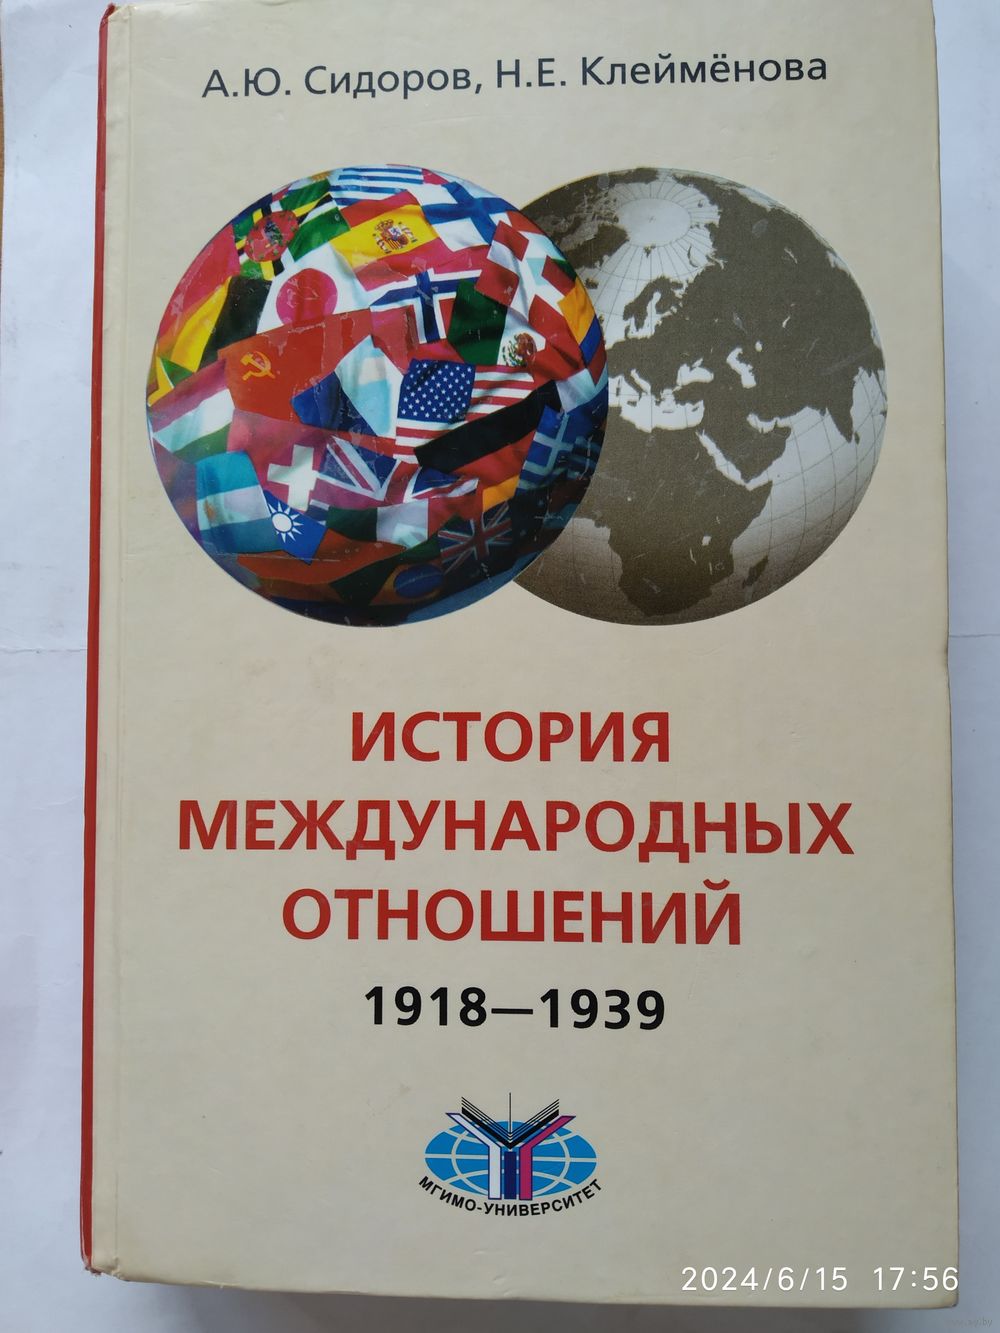 А.Ю. Сидоров, Н.Е. Клеймёнова
ИСТОРИЯ
МЕЖДУНАРОДНЫХ
ОТНОШЕНИЙ
1918—1939
МГИМО-УНИВЕРСИТЕТ
2024/6/15 17:56